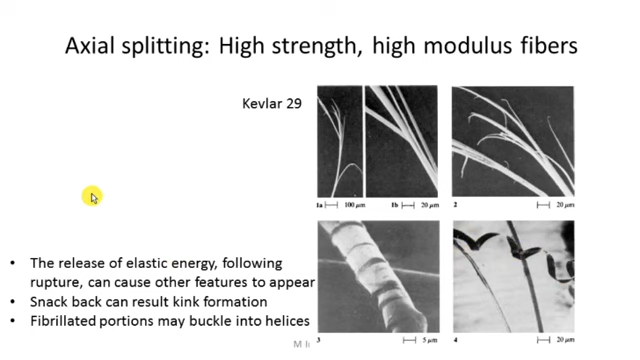 Axial splitting: High strength, high modulus fibers
Kevlar 29
1a 100 μm 1b 20 μm 2 20 μm
• The release of elastic energy, following
rupture, can cause other features to appear
• Snack back can result kink formation
• Fibrillated portions may buckle into helices
3 5 μm 4 20 μm